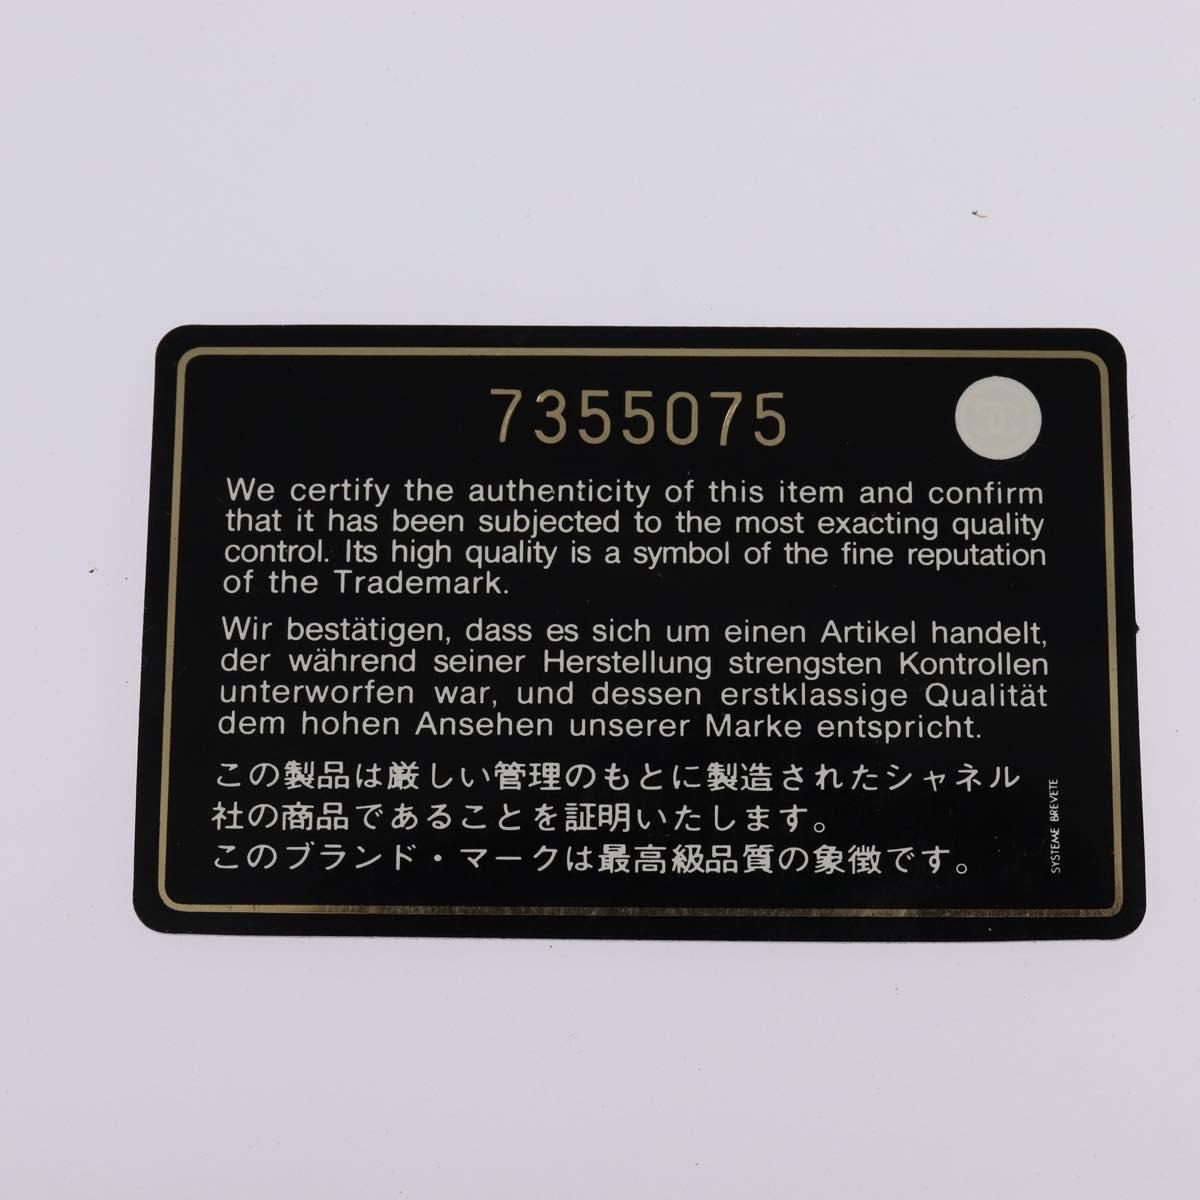 7355075
We certify the authenticity of this item and confirm
that it has been subjected to the most exacting quality
control. Its high quality is a symbol of the fine reputation
of the Trademark.
Wir bestätigen, dass es sich um einen Artikel handelt,
der während seiner Herstellung strengsten Kontrollen
unterworfen war, und dessen erstklassige Qualität
dem hohen Ansehen unserer Marke entspricht.
この製品は厳しい管理のもとに製造されたシャネル
社の商品であることを証明いたします。
このブランド・マークは最高級品質の象徴です。
SYSTEME BREVETE